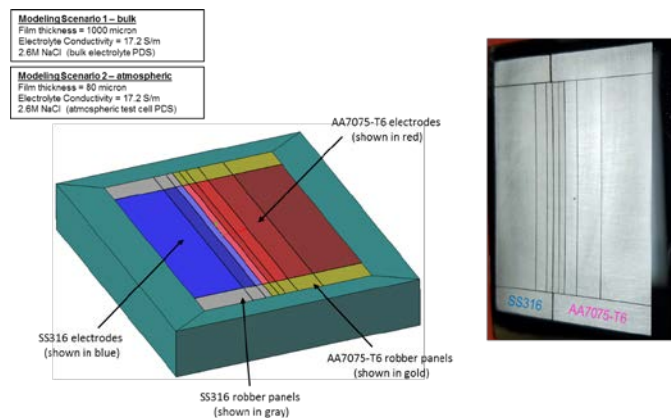 Modeling Scenario 1 – bulk
Film thickness = 1000 micron
Electrolyte Conductivity = 17.2 S/m
2.6M NaCl (bulk electrolyte PDS)
Modeling Scenario 2 – atmospheric
Film thickness = 80 micron
Electrolyte Conductivity = 17.2 S/m
2.6M NaCl (atmospheric test cell PDS)
AA7075-T6 electrodes
(shown in red)
SS316 electrodes
(shown in blue)
SS316 robber panels
(shown in gray)
AA7075-T6 robber panels
(shown in gold)
SS316
AA7075-T6